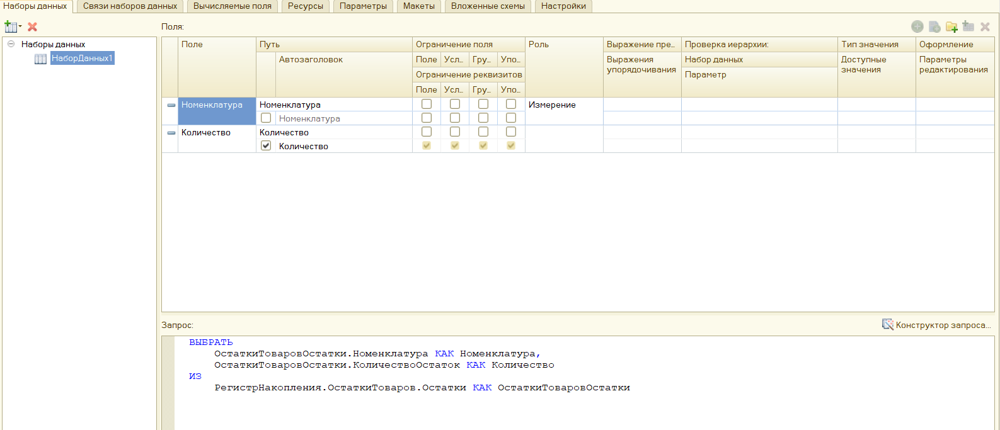 Наборы данных Связи наборов данных Вычисляемые поля Ресурсы Параметры Макеты Вложенные схемы Настройки
Поля:
Наборы данных
НаборДанных1
Поле Путь Ограничение поля Роль Выражение пре... Проверка иерархии: Тип значения Оформление
Автозаголовок Поле Усл... Гру... Упо... Выражения упорядочивания Набор данных Доступные значения Параметры редактирования
Ограничение реквизитов Параметр
Поле Усл... Гру... Упо...
Номенклатура Номенклатура Измерение
Номенклатура
Количество Количество
Количество
Запрос: Конструктор запроса...
ВЫБРАТЬ
ОстаткиТоваровОстатки.Номенклатура КАК Номенклатура,
ОстаткиТоваровОстатки.КоличествоОстаток КАК Количество
ИЗ
РегистрНакопления.ОстаткиТоваров.Остатки КАК ОстаткиТоваровОстатки